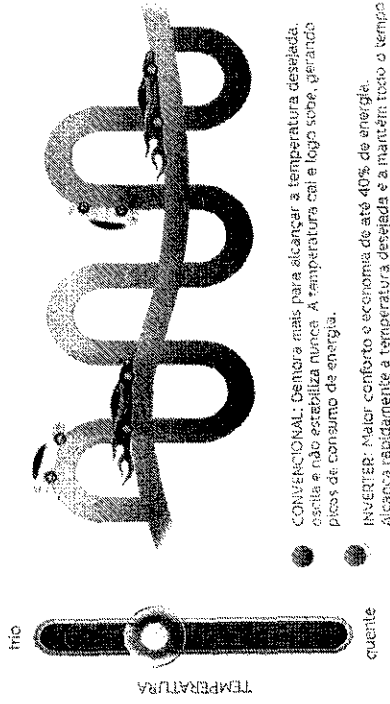 frio
TEMPERATURA
quente
CONVENCIONAL: Demora mais para alcançar a temperatura desejada,
oscila e não estabiliza nunca. A temperatura cai e logo sobe, gerando
picos de consumo de energia.
INVERTER: Maior conforto e economia de até 40% de energia.
Alcança rapidamente a temperatura desejada e a mantém todo o tempo